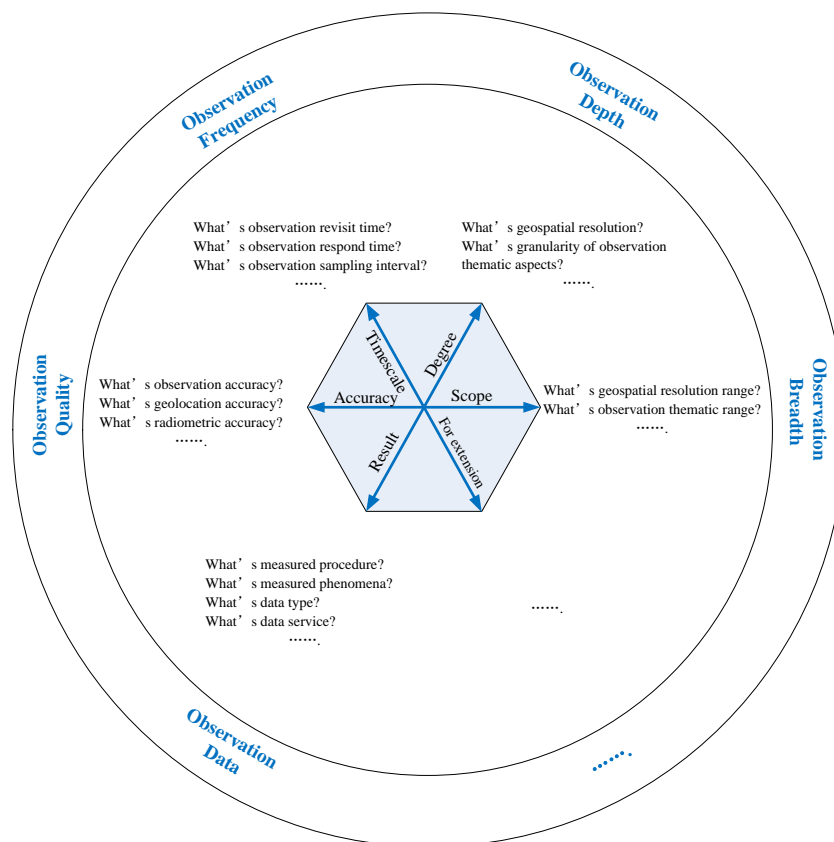 Observation
Frequency
Observation
Depth
What’s observation revisit time?
What’s observation respond time?
What’s observation sampling interval?
…….
What’s geospatial resolution?
What’s granularity of observation
thematic aspects?
…….
Observation
Quality
What’s observation accuracy?
What’s geolocation accuracy?
What’s radiometric accuracy?
…….
Timescale
Degree
Accuracy
Scope
Result
For extension
What’s geospatial resolution range?
What’s observation thematic range?
…….
Observation
Breadth
What’s measured procedure?
What’s measured phenomena?
What’s data type?
What’s data service?
…….
…….
Observation
Data
…….